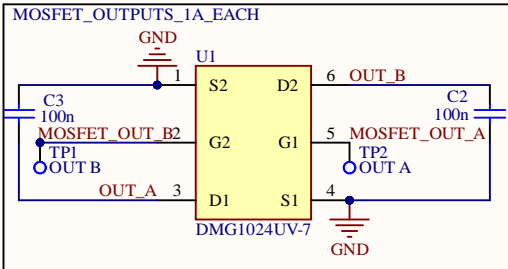 MOSFET_OUTPUTS_1A_EACH
GND
U1
1 S2 D2 6 OUT_B
C3
100n
C2
100n
MOSFET_OUT_B 2 G2 G1 5 MOSFET_OUT_A
TP1
OUT B
TP2
OUT A
OUT_A 3 D1 S1 4
DMG1024UV-7
GND